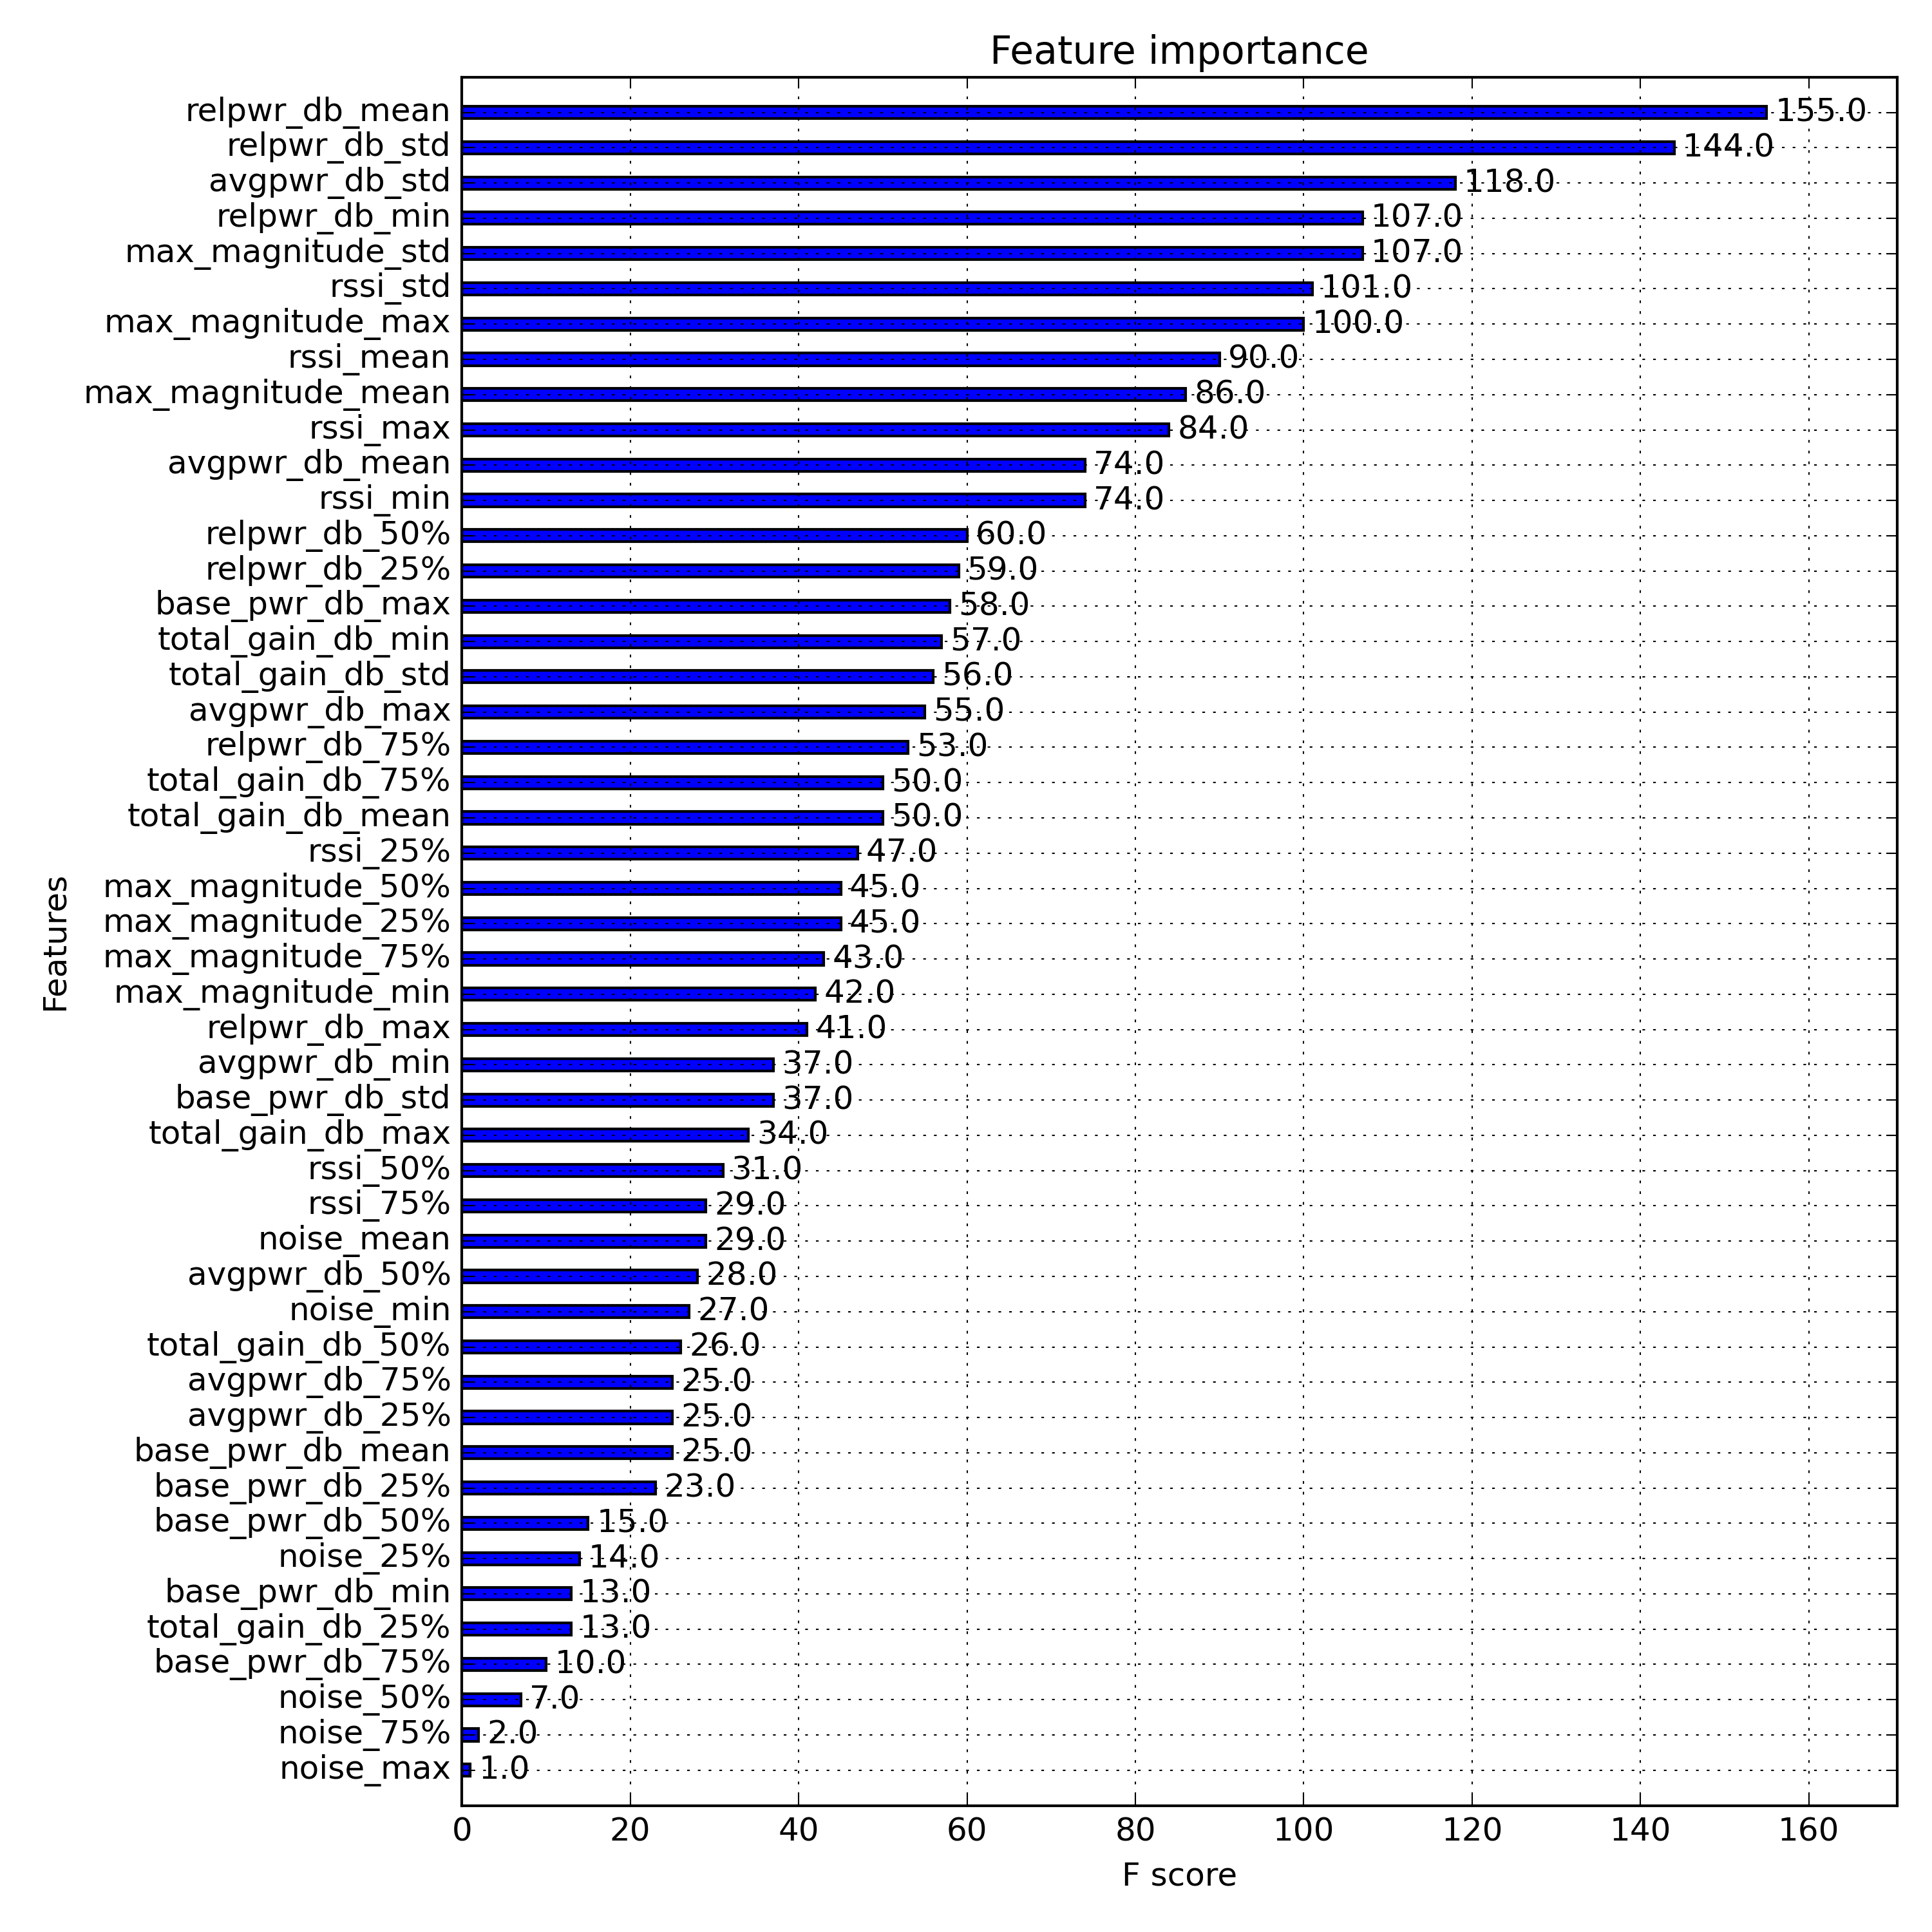 Feature importance
relpwr_db_mean 155.0
relpwr_db_std 144.0
avgpwr_db_std 118.0
relpwr_db_min 107.0
max_magnitude_std 107.0
rssi_std 101.0
max_magnitude_max 100.0
rssi_mean 90.0
max_magnitude_mean 86.0
rssi_max 84.0
avgpwr_db_mean 74.0
rssi_min 74.0
relpwr_db_50% 60.0
relpwr_db_25% 59.0
base_pwr_db_max 58.0
total_gain_db_min 57.0
total_gain_db_std 56.0
avgpwr_db_max 55.0
relpwr_db_75% 53.0
total_gain_db_75% 50.0
total_gain_db_mean 50.0
rssi_25% 47.0
max_magnitude_50% 45.0
max_magnitude_25% 45.0
max_magnitude_75% 43.0
max_magnitude_min 42.0
relpwr_db_max 41.0
avgpwr_db_min 37.0
base_pwr_db_std 37.0
total_gain_db_max 34.0
rssi_50% 31.0
rssi_75% 29.0
noise_mean 29.0
avgpwr_db_50% 28.0
noise_min 27.0
total_gain_db_50% 26.0
avgpwr_db_75% 25.0
avgpwr_db_25% 25.0
base_pwr_db_mean 25.0
base_pwr_db_25% 23.0
base_pwr_db_50% 15.0
noise_25% 14.0
base_pwr_db_min 13.0
total_gain_db_25% 13.0
base_pwr_db_75% 10.0
noise_50% 7.0
noise_75% 2.0
noise_max 1.0
Features
0 20 40 60 80 100 120 140 160
F score